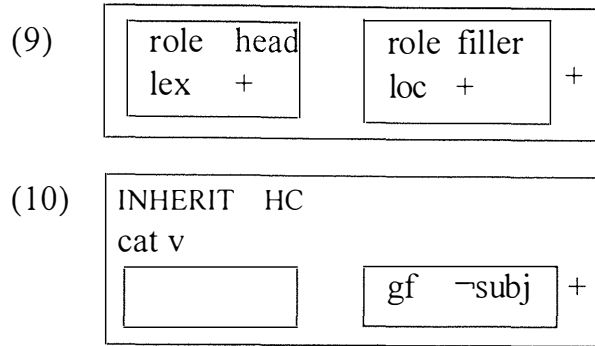 (9) role head role filler
lex + loc + +
(10) INHERIT HC
cat v
gf ¬subj +